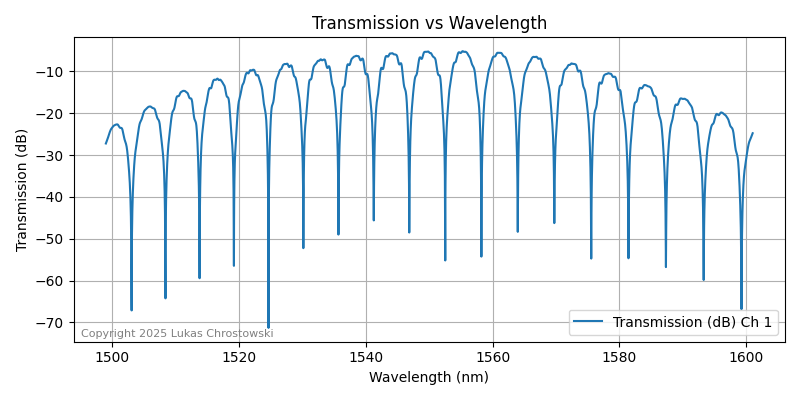 Transmission vs Wavelength
Transmission (dB)
−10
−20
−30
−40
−50
−60
−70
Copyright 2025 Lukas Chrostowski
Transmission (dB) Ch 1
1500 1520 1540 1560 1580 1600
Wavelength (nm)